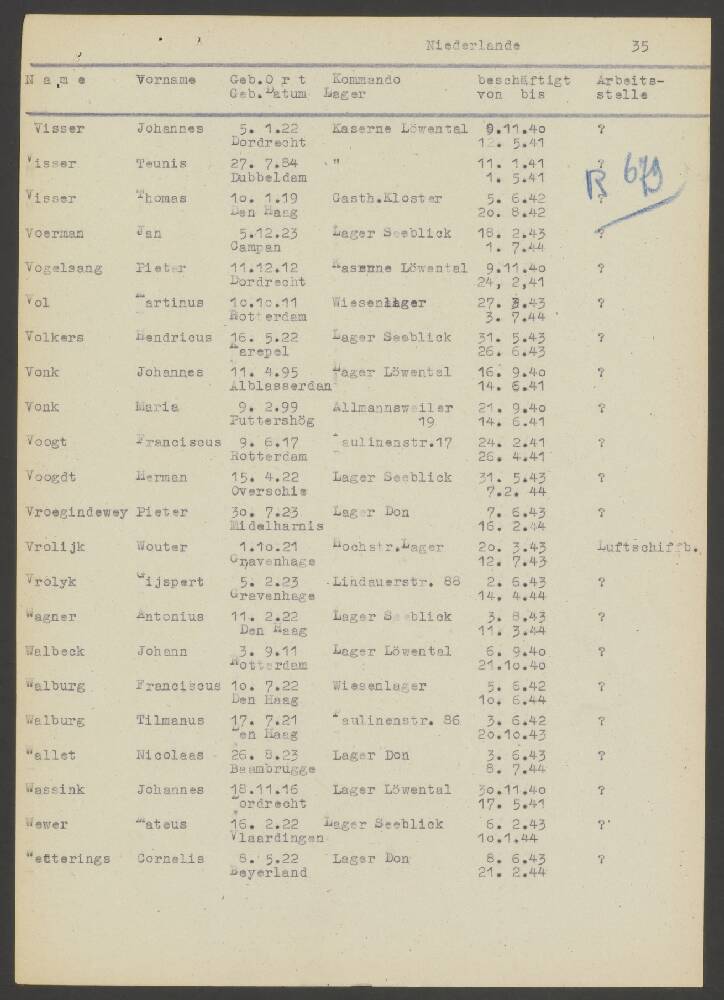 Niederlande 35
Name Vorname Geb.Ort Kommando beschäftigt Arbeits-
Geb.Datum Lager von bis stelle
Visser Johannes 5. 1.22 Kaserne Löwental 9.11.40 ?
Dordrecht 12. 5.41
Visser Teunis 27. 7.84 " 11. 1.41 ?
Dubbeldam 1. 5.41
R 679
Visser Thomas 10. 1.19 Gasth.Kloster 5. 6.42 ?
Den Haag 20. 8.42
Voerman Jan 5.12.23 Lager Seeblick 18. 2.43 ?
Campan 1. 7.44
Vogelsang Pieter 11.12.12 Kaserne Löwental 9.11.40 ?
Dordrecht 24, 2,41
Vol Martinus 10.10.11 Wiesenlager 27. 3.43 ?
Rotterdam 3. 7.44
Volkers Hendricus 16. 5.22 Lager Seeblick 31. 5.43 ?
Marepel 26. 6.43
Vonk Johannes 11. 4.95 Lager Löwental 16. 9.40 ?
Alblasserdan 14. 6.41
Vonk Maria 9. 2.99 Allmannsweiler 21. 9.40 ?
Puttershög 19 14. 6.41
Voogt Franciscus 9. 6.17 Paulinenstr.17 24. 2.41 ?
Rotterdam 26. 4.41
Voogdt Herman 15. 4.22 Lager Seeblick 31. 5.43 ?
Overschie 7.2. 44
Vroegindewey Pieter 30. 7.23 Lager Don 7. 6.43 ?
Midelharnis 16. 2.44
Vrolijk Wouter 1.10.21 Hochstr.Lager 20. 3.43 Luftschiffb.
Gravenhage 12. 7.43
Vrolyk Gijspert 5. 2.23 Lindauerstr. 88 2. 6.43 ?
Gravenhage 14. 4.44
Wagner Antonius 11. 2.22 Lager Seeblick 3. 8.43 ?
Den Haag 11. 3.44
Walbeck Johann 3. 9.11 Lager Löwental 6. 9.40 ?
Rotterdam 21.10.40
Walburg Franciscus 10. 7.22 Wiesenlager 5. 6.42 ?
Den Haag 10. 6.44
Walburg Tilmanus 17. 7.21 Paulinenstr. 86 3. 6.42 ?
Den Haag 20.10.43
Wallet Nicolaas 26. 8.23 Lager Don 3. 6.43 ?
Baambrugge 8. 7.44
Wassink Johannes 18.11.16 Lager Löwental 30.11.40 ?
Dordrecht 17. 5.41
Wewer Mateus 16. 2.22 Lager Seeblick 6. 2.43 ?
Vlaardingen 10.1.44
Wetterings Cornelis 8. 5.22 Lager Don 8. 6.43 ?
Beyerland 21. 2.44